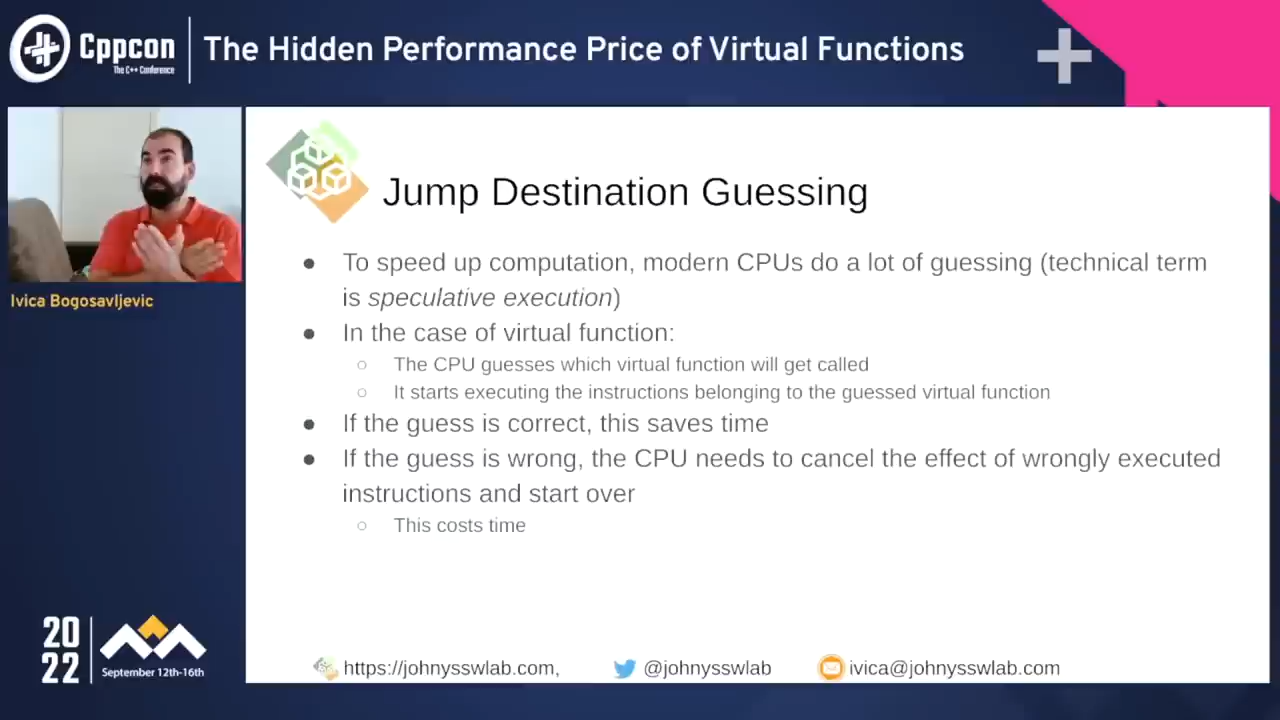 Cppcon
The C++ Conference
The Hidden Performance Price of Virtual Functions
Ivica Bogosavljevic
Jump Destination Guessing
● To speed up computation, modern CPUs do a lot of guessing (technical term
is speculative execution)
● In the case of virtual function:
○ The CPU guesses which virtual function will get called
○ It starts executing the instructions belonging to the guessed virtual function
● If the guess is correct, this saves time
● If the guess is wrong, the CPU needs to cancel the effect of wrongly executed
instructions and start over
○ This costs time
20
22
September 12th-16th
https://johnysswlab.com, @johnysswlab ivica@johnysswlab.com